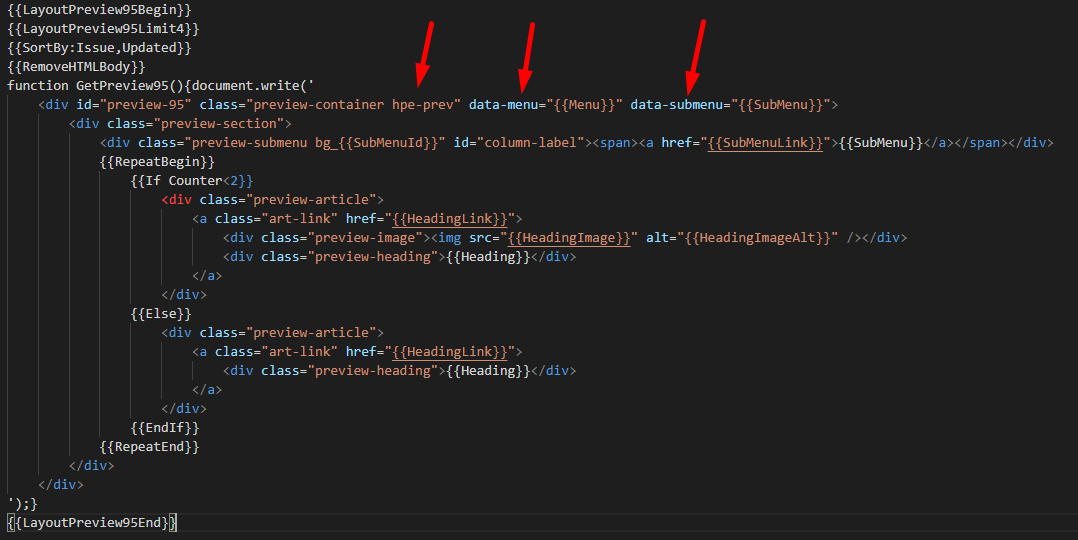 {{LayoutPreview95Begin}}
{{LayoutPreview95Limit4}}
{{SortBy:Issue,Updated}}
{{RemoveHTMLBody}}
function GetPreview95(){document.write('
<div id="preview-95" class="preview-container hpe-prev" data-menu="{{Menu}}" data-submenu="{{SubMenu}}">
<div class="preview-section">
<div class="preview-submenu bg_{{SubMenuId}}" id="column-label"><span><a href="{{SubMenuLink}}">{{SubMenu}}</a></span></div>
{{RepeatBegin}}
{{If Counter<2}}
<div class="preview-article">
<a class="art-link" href="{{HeadingLink}}">
<div class="preview-image"><img src="{{HeadingImage}}" alt="{{HeadingImageAlt}}" /></div>
<div class="preview-heading">{{Heading}}</div>
</a>
</div>
{{Else}}
<div class="preview-article">
<a class="art-link" href="{{HeadingLink}}">
<div class="preview-heading">{{Heading}}</div>
</a>
</div>
{{EndIf}}
{{RepeatEnd}}
</div>
</div>
');}
{{LayoutPreview95End}}